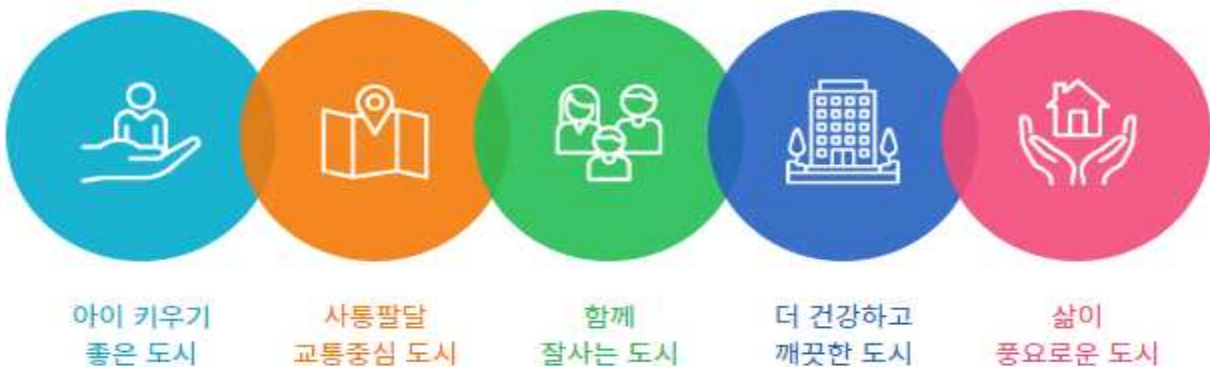 아이 키우기
좋은 도시
사통팔달
교통중심 도시
함께
잘사는 도시
더 건강하고
깨끗한 도시
삶이
풍요로운 도시